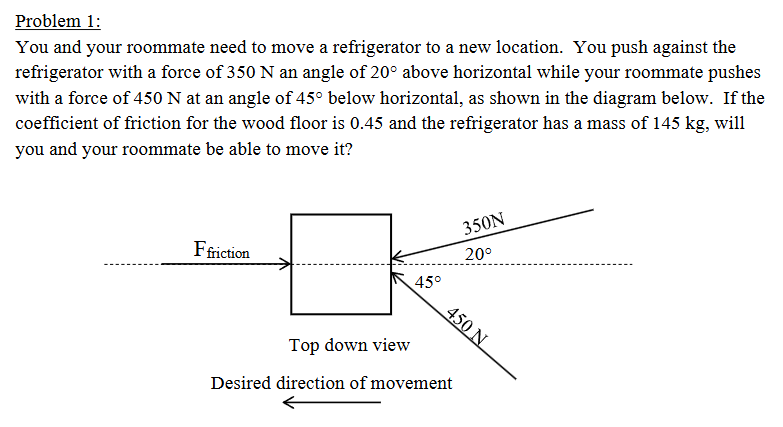 Problem 1:
You and your roommate need to move a refrigerator to a new location. You push against the
refrigerator with a force of 350 N an angle of 20° above horizontal while your roommate pushes
with a force of 450 N at an angle of 45° below horizontal, as shown in the diagram below. If the
coefficient of friction for the wood floor is 0.45 and the refrigerator has a mass of 145 kg, will
you and your roommate be able to move it?
350N
Ffriction
20°
45°
450 N
Top down view
Desired direction of movement